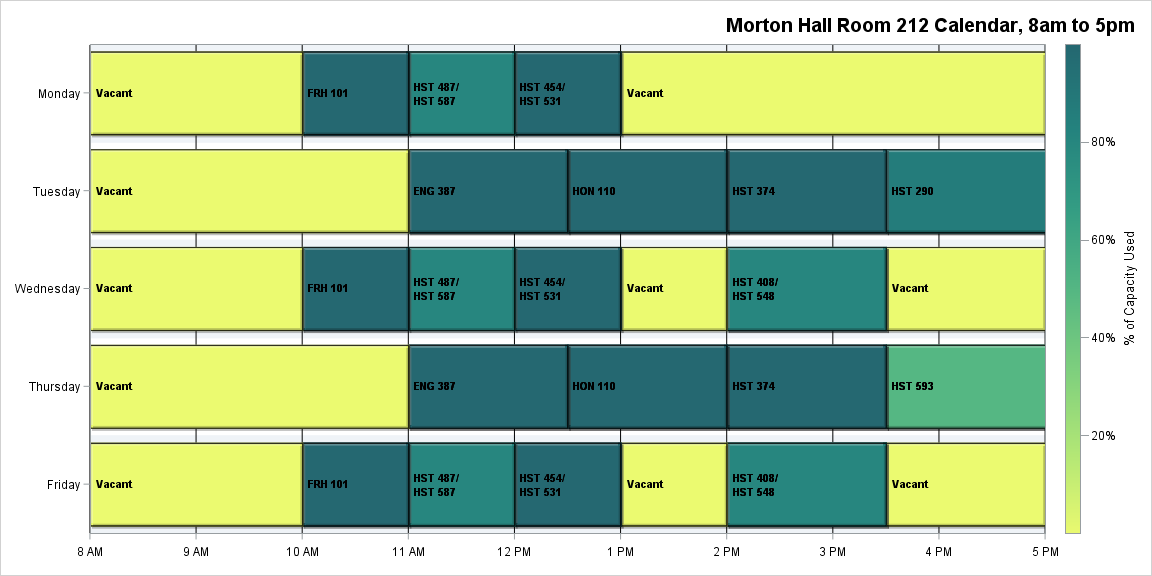 Morton Hall Room 212 Calendar, 8am to 5pm
Monday
Vacant
FRH 101
HST 487/
HST 587
HST 454/
HST 531
Vacant
Tuesday
Vacant
ENG 387
HON 110
HST 374
HST 290
Wednesday
Vacant
FRH 101
HST 487/
HST 587
HST 454/
HST 531
Vacant
HST 408/
HST 548
Vacant
Thursday
Vacant
ENG 387
HON 110
HST 374
HST 593
Friday
Vacant
FRH 101
HST 487/
HST 587
HST 454/
HST 531
Vacant
HST 408/
HST 548
Vacant
8 AM
9 AM
10 AM
11 AM
12 PM
1 PM
2 PM
3 PM
4 PM
5 PM
80%
60%
40%
20%
% of Capacity Used